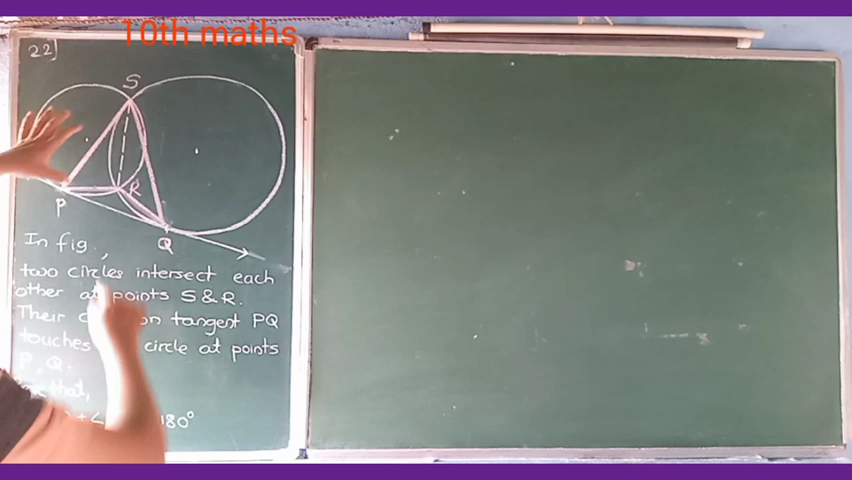 10th maths
22]
S
R
P
Q
In fig.,
two circles intersect each
other at points S & R.
Their tangent PQ
touches circle at points
P, Q.
that,
180°